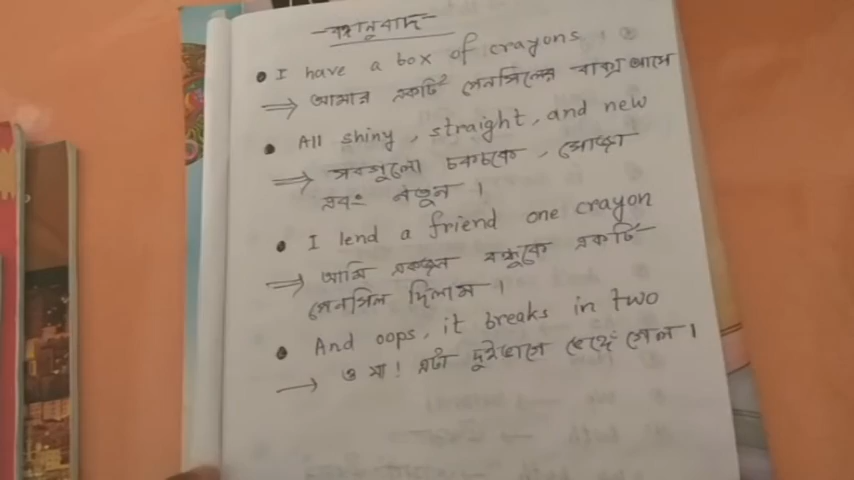 বঙ্গানুবাদ
• I have a box of crayons
⇒ আমার একটি পেনসিলের বাক্স আছে
• All shiny, straight, and new
⇒ সবগুলো চকচকে, সোজা
এবং নতুন।
• I lend a friend one crayon
⇒ আমি একজন বন্ধুকে একটি
পেনসিল দিলাম।
• And oops, it breaks in two
→ ও মা! এটা দুইভাগে ভেঙ্গে গেল।